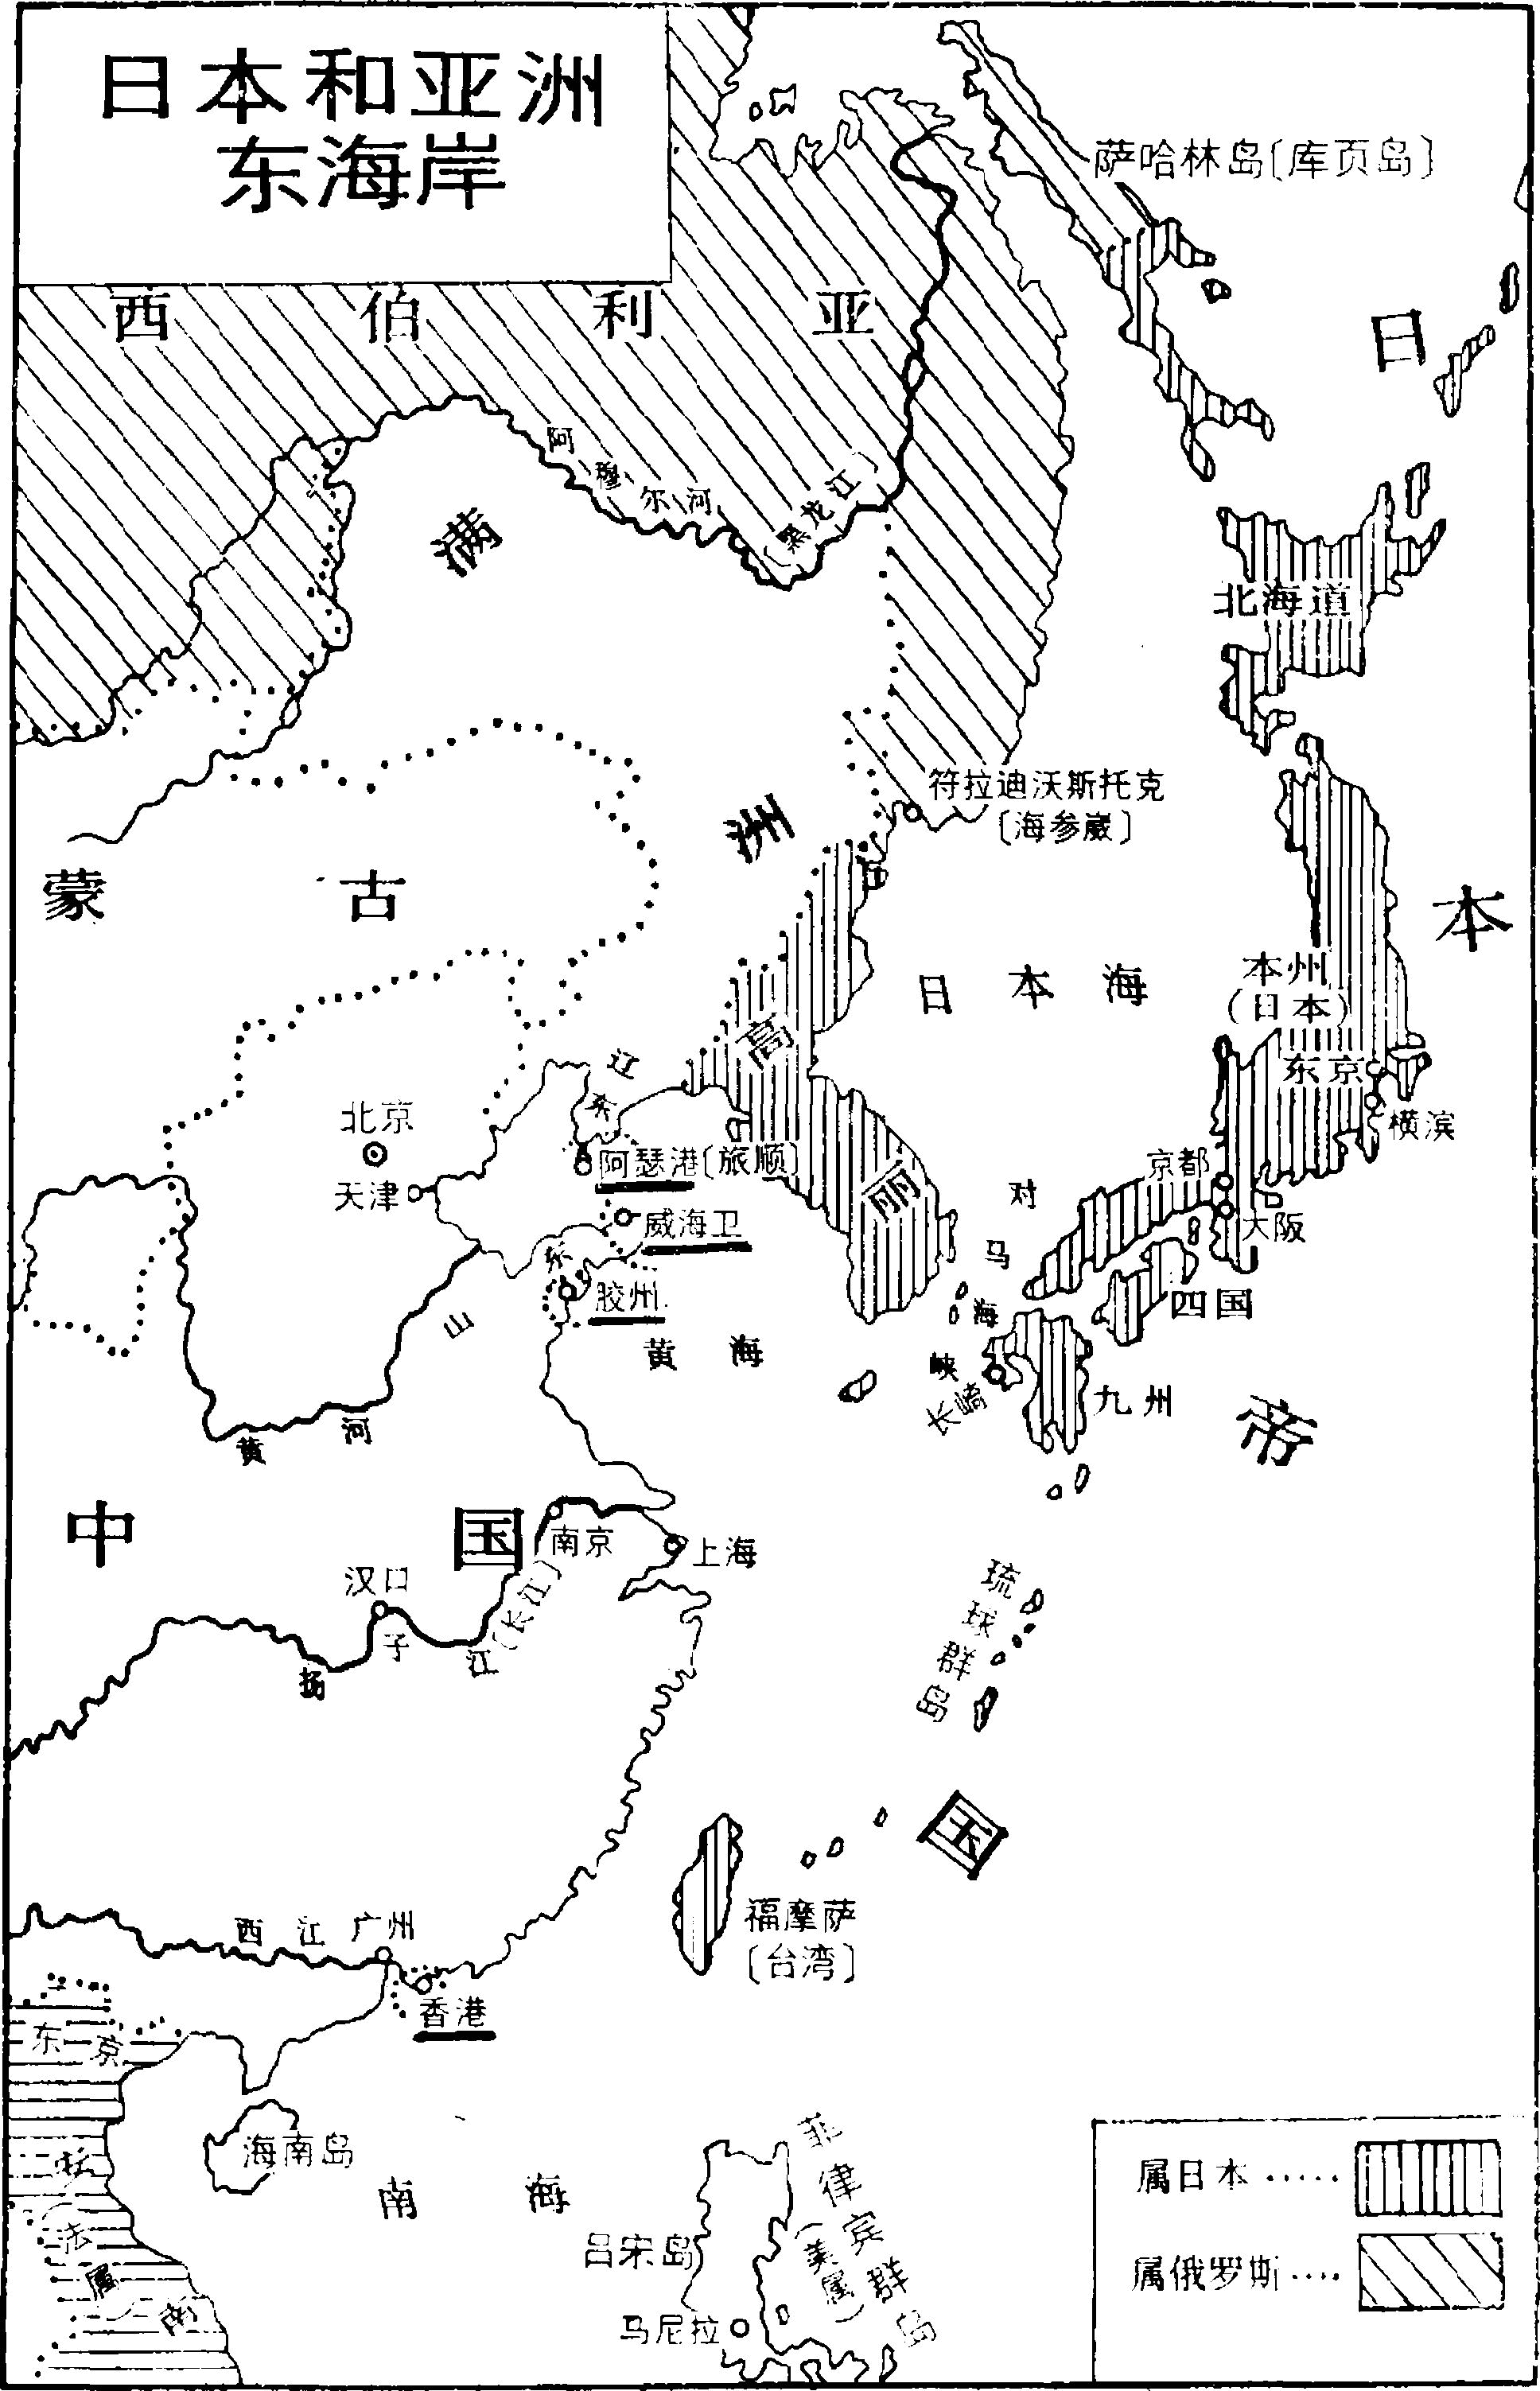 日本和亚洲
东海岸
萨哈林岛〔库页岛〕
西伯利亚
阿穆尔河〔黑龙江〕
满洲
北海道
符拉迪沃斯托克
〔海参崴〕
蒙古
日本海
本州
(日本)
东京
横滨
高丽
辽东
北京
天津
阿瑟港〔旅顺〕
威海卫
胶州
山东
黄海
京都
大阪
四国
对马海峡
长崎
九州
黄河
日本帝国
中国
南京
上海
汉口
扬子江(长江)
琉球群岛
福摩萨
〔台湾〕
西江
广州
香港
东京
海南岛
南海
法属
南
吕宋岛
马尼拉
菲律宾群岛
(美属)
属日本……
属俄罗斯……